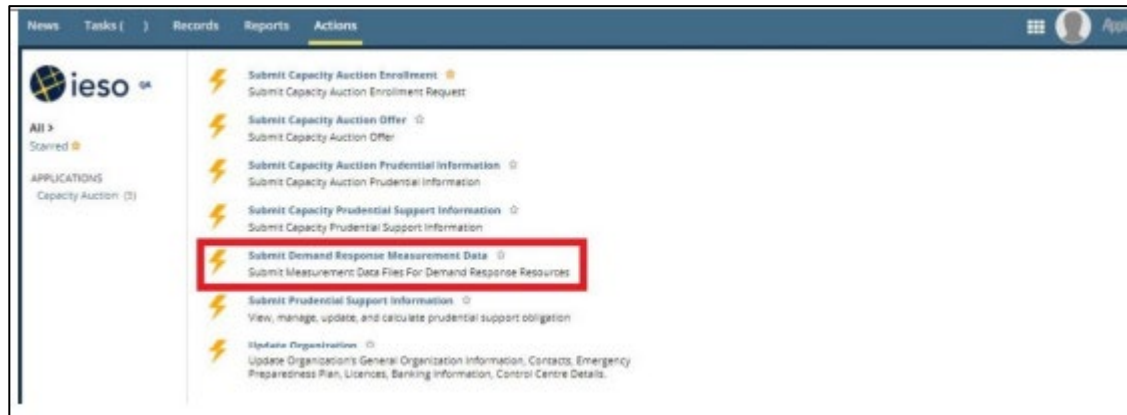 News Tasks ( ) Records Reports Actions
ieso QA
All >
Starred
APPLICATIONS
Capacity Auction (5)
Submit Capacity Auction Enrollment
Submit Capacity Auction Enrollment Request
Submit Capacity Auction Offer
Submit Capacity Auction Offer
Submit Capacity Auction Prudential Information
Submit Capacity Auction Prudential Information
Submit Capacity Prudential Support Information
Submit Capacity Prudential Support Information
Submit Demand Response Measurement Data
Submit Measurement Data Files For Demand Response Resources
Submit Prudential Support Information
View, manage, update, and calculate prudential support obligation
Update Organization
Update Organization's General Organization Information, Contacts, Emergency
Preparedness Plan, Licences, Banking Information, Control Centre Details.